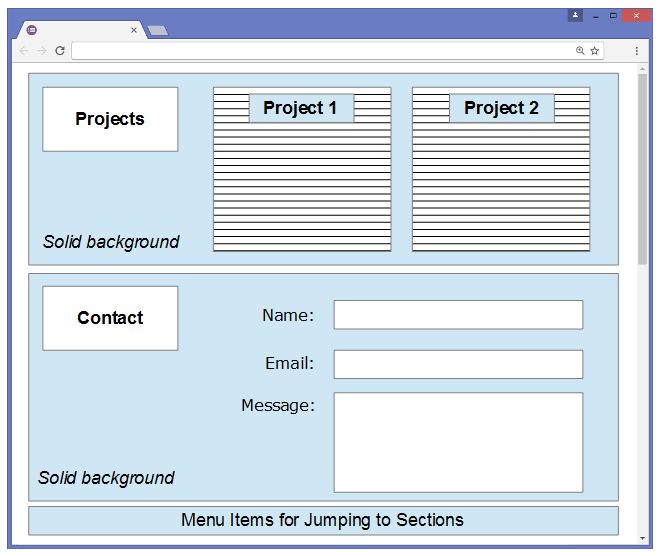 Projects
Project 1
Project 2
Solid background
Contact
Name:
Email:
Message:
Solid background
Menu Items for Jumping to Sections